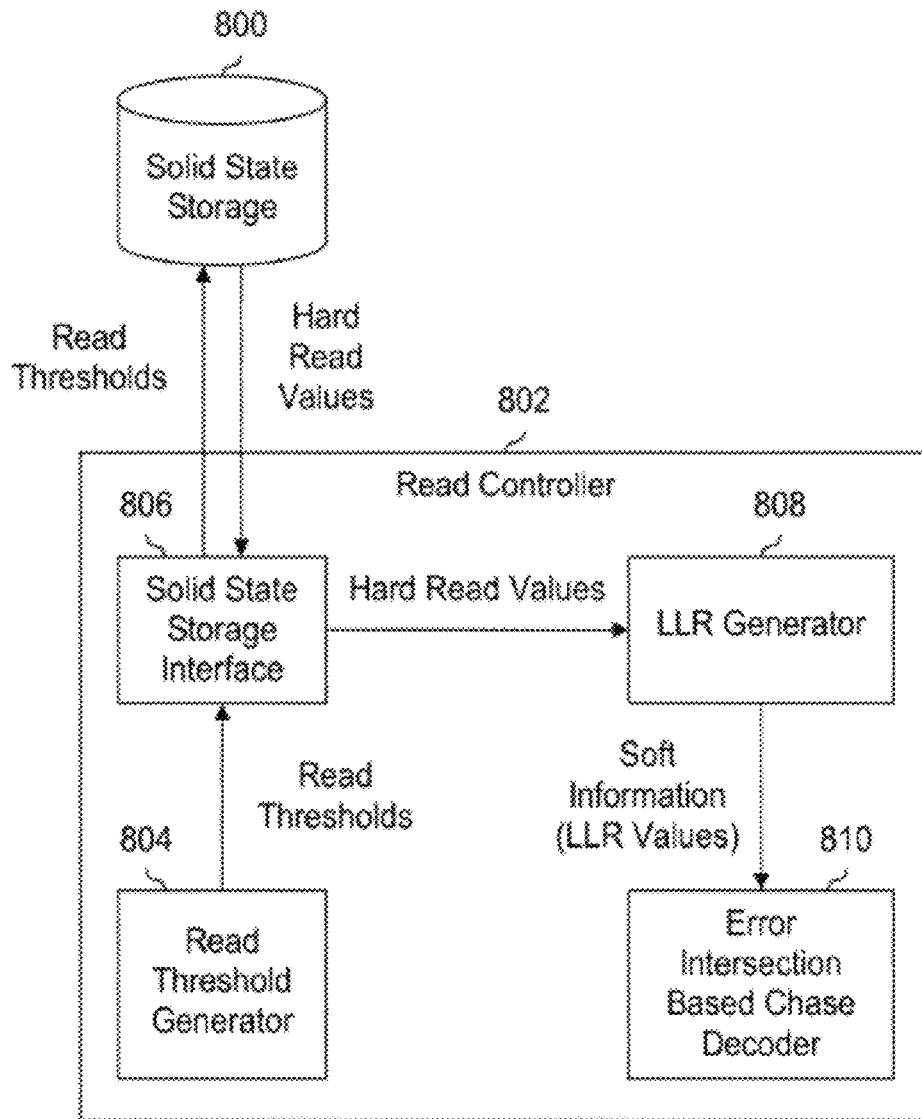 800
Solid State
Storage
Read
Thresholds
Hard
Read
Values
802
Read Controller
806
Solid State
Storage
Interface
Hard Read Values
808
LLR Generator
Read
Thresholds
Soft
Information
(LLR Values)
804
Read
Threshold
Generator
810
Error
Intersection
Based Chase
Decoder